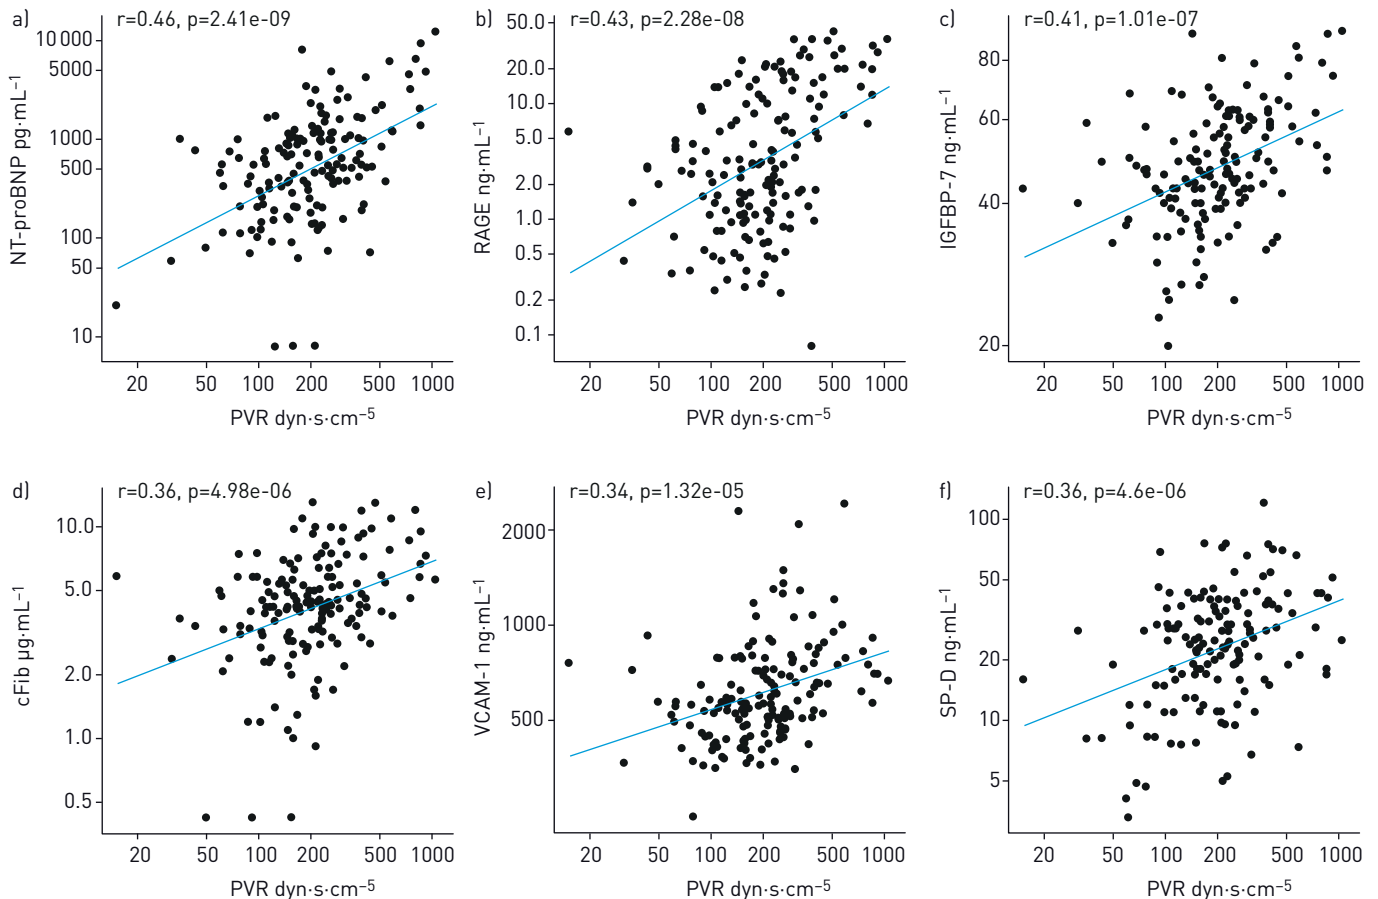 a)
r=0.46, p=2.41e-09
NT-proBNP pg·mL⁻¹
10 000
5000
1000
500
100
50
10
20 50 100 200 500 1000
PVR dyn·s·cm⁻⁵
b)
r=0.43, p=2.28e-08
RAGE ng·mL⁻¹
50.0
20.0
10.0
5.0
2.0
1.0
0.5
0.2
0.1
20 50 100 200 500 1000
PVR dyn·s·cm⁻⁵
c)
r=0.41, p=1.01e-07
IGFBP-7 ng·mL⁻¹
80
60
40
20
20 50 100 200 500 1000
PVR dyn·s·cm⁻⁵
d)
r=0.36, p=4.98e-06
cFib µg·mL⁻¹
10.0
5.0
2.0
1.0
0.5
20 50 100 200 500 1000
PVR dyn·s·cm⁻⁵
e)
r=0.34, p=1.32e-05
VCAM-1 ng·mL⁻¹
2000
1000
500
20 50 100 200 500 1000
PVR dyn·s·cm⁻⁵
f)
r=0.36, p=4.6e-06
SP-D ng·mL⁻¹
100
50
20
10
5
20 50 100 200 500 1000
PVR dyn·s·cm⁻⁵